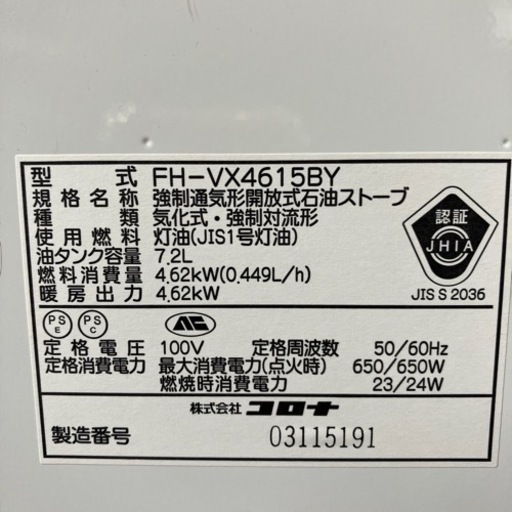 型式 FH-VX4615BY
規格名称 強制通気形開放式石油ストーブ
種類 気化式・強制対流形
使用燃料 灯油(JIS1号灯油)
油タンク容量 7.2L
燃料消費量 4.62kW(0.449L/h)
暖房出力 4.62kW
認証
JHIA
JIS S 2036
PS E PS C
定格電圧 100V 定格周波数 50/60Hz
定格消費電力 最大消費電力(点火時) 650/650W
燃焼時消費電力 23/24W
株式会社 コロナ
製造番号 03115191